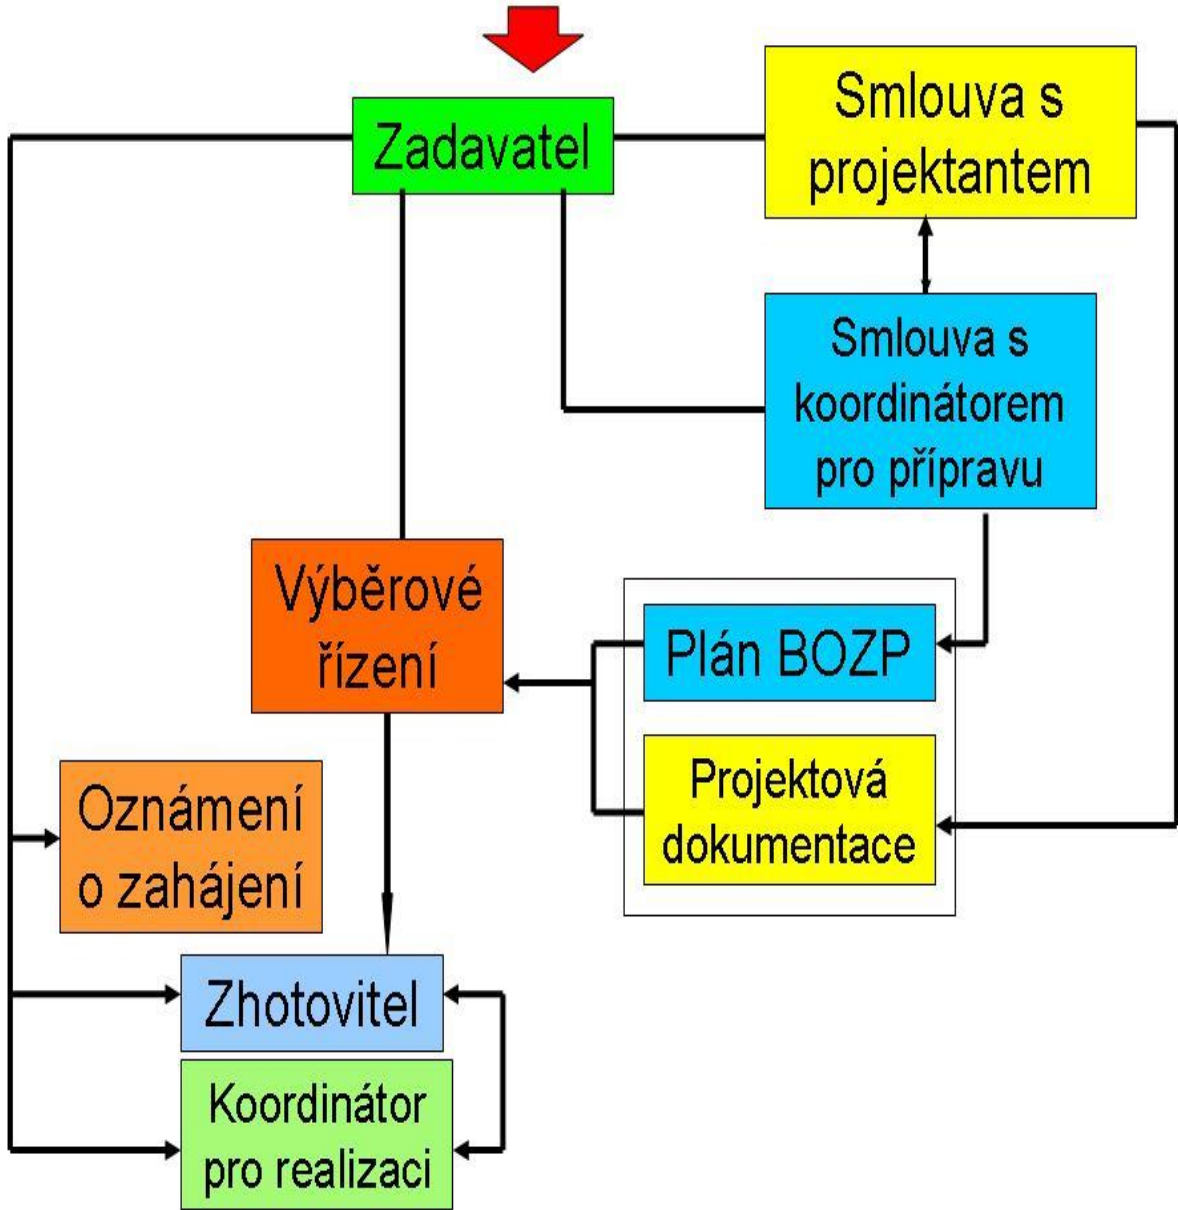 Zadavatel
Smlouva s
projektantem
Smlouva s
koordinátorem
pro přípravu
Výběrové
řízení
Plán BOZP
Projektová
dokumentace
Oznámení
o zahájení
Zhotovitel
Koordinátor
pro realizaci